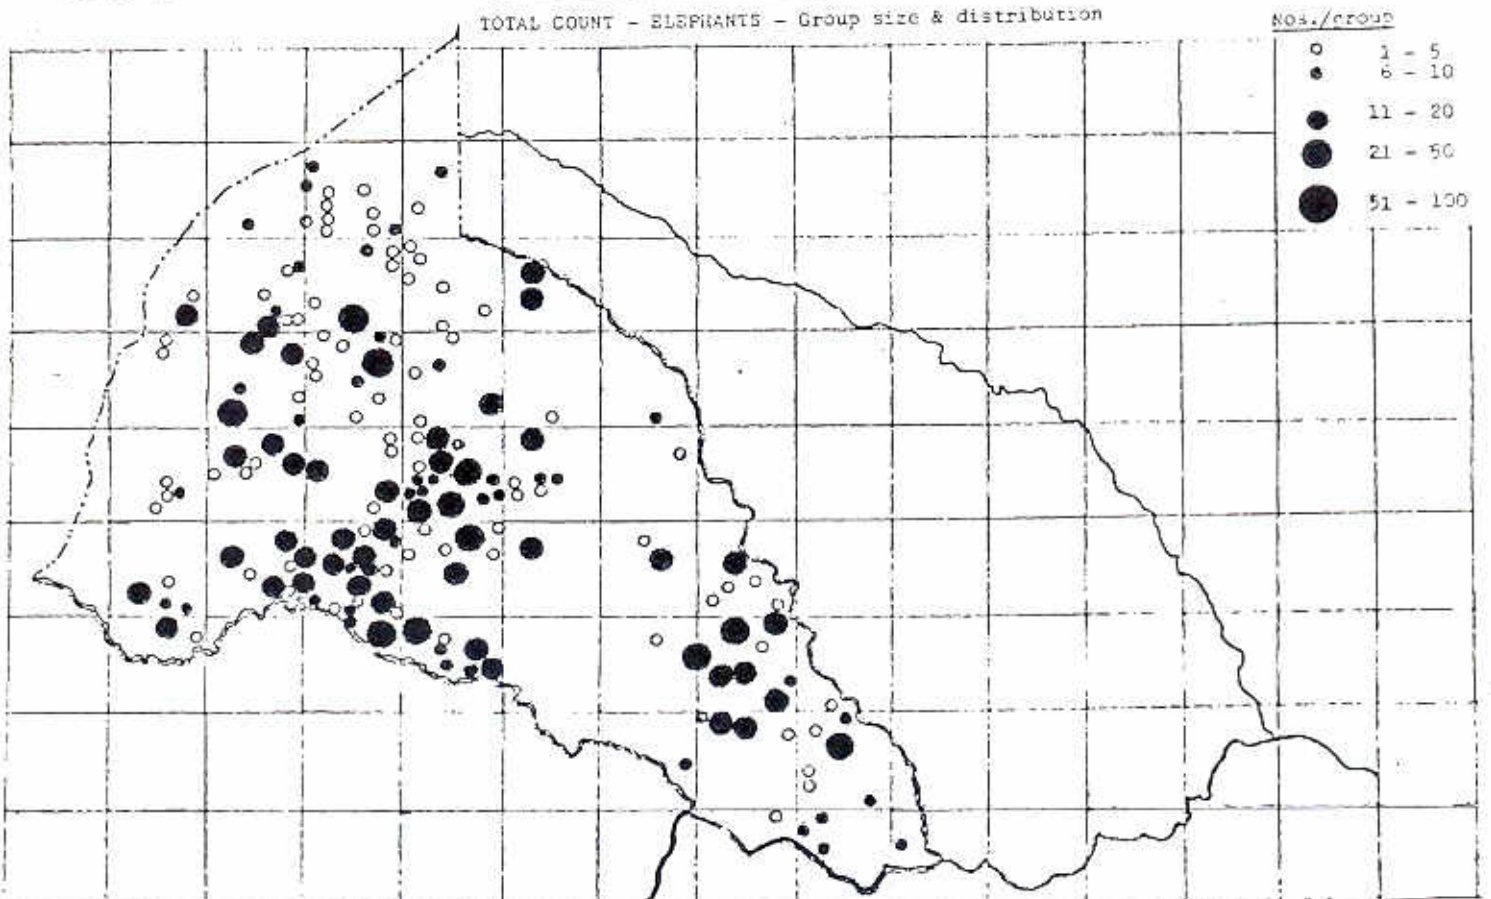 TOTAL COUNT - ELEPHANTS - Group size & distribution
Nos./group
1 - 5
6 - 10
11 - 20
21 - 50
51 - 100